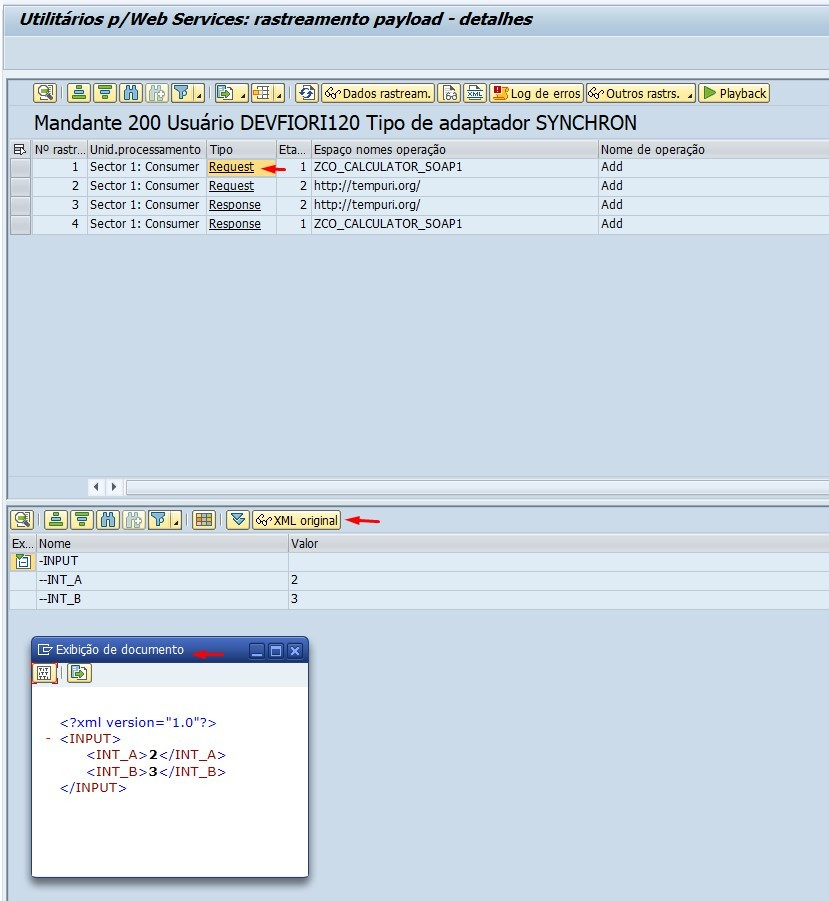 Utilitários p/Web Services: rastreamento payload - detalhes
Dados rastream. XML Log de erros Outros rastrs. Playback
Mandante 200 Usuário DEVFIORI120 Tipo de adaptador SYNCHRON
Nº rastr... Unid.processamento Tipo Eta... Espaço nomes operação Nome de operação
1 Sector 1: Consumer Request 1 ZCO_CALCULATOR_SOAP1 Add
2 Sector 1: Consumer Request 2 http://tempuri.org/ Add
3 Sector 1: Consumer Response 2 http://tempuri.org/ Add
4 Sector 1: Consumer Response 1 ZCO_CALCULATOR_SOAP1 Add
XML original
Ex... Nome Valor
-INPUT
--INT_A 2
--INT_B 3
Exibição de documento
<?xml version="1.0"?>
- <INPUT>
<INT_A>2</INT_A>
<INT_B>3</INT_B>
</INPUT>